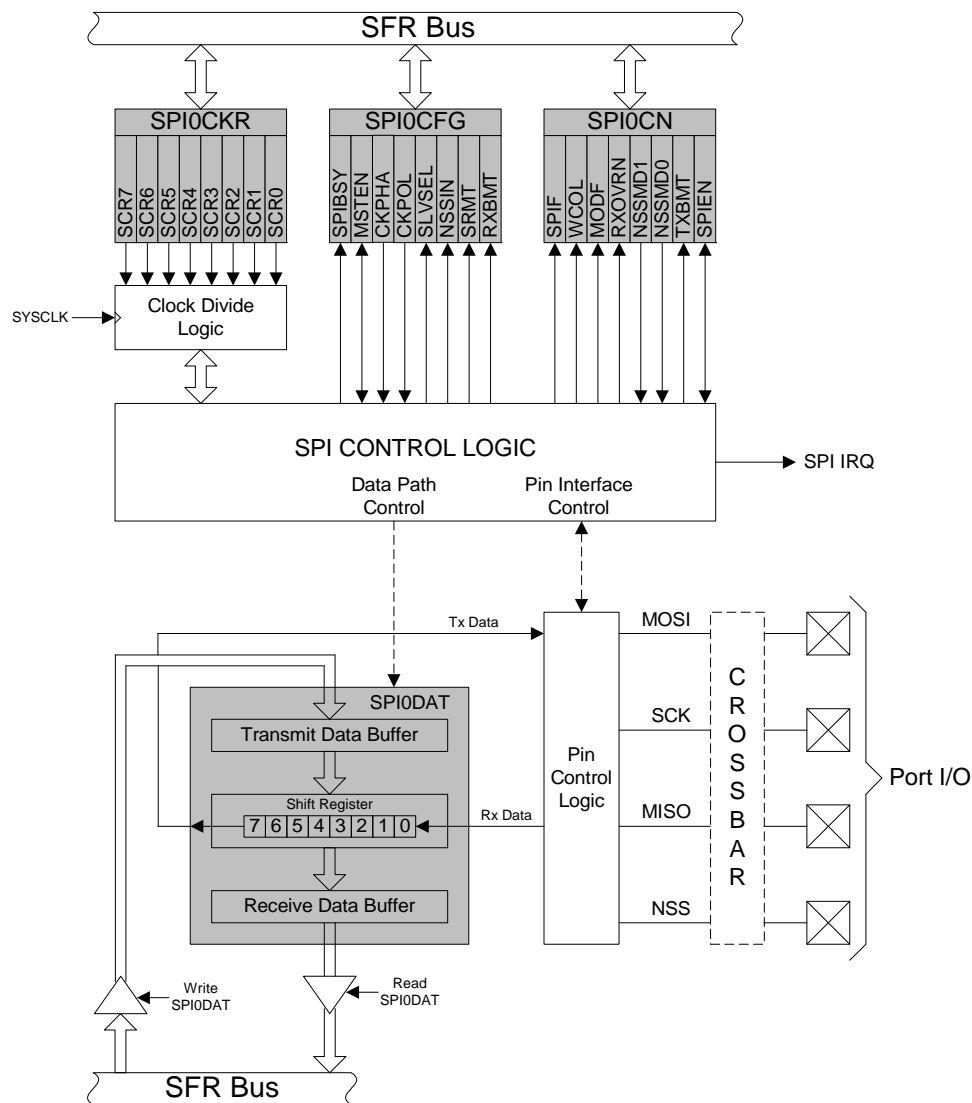 SFR Bus
SPI0CKR
SPI0CFG
SPI0CN
SCR7
SCR6
SCR5
SCR4
SCR3
SCR2
SCR1
SCR0
SPIBSY
MSTEN
CKPHA
CKPOL
SLVSEL
NSSIN
SRMT
RXBMT
SPIF
WCOL
MODF
RXOVRN
NSSMD1
NSSMD0
TXBMT
SPIEN
SYSCLK
Clock Divide
Logic
SPI CONTROL LOGIC
SPI IRQ
Data Path
Control
Pin Interface
Control
Tx Data
MOSI
SPI0DAT
Transmit Data Buffer
SCK
Shift Register
7 6 5 4 3 2 1 0
Rx Data
Pin
Control
Logic
MISO
CROSSBAR
Port I/O
Receive Data Buffer
NSS
Write
SPI0DAT
Read
SPI0DAT
SFR Bus